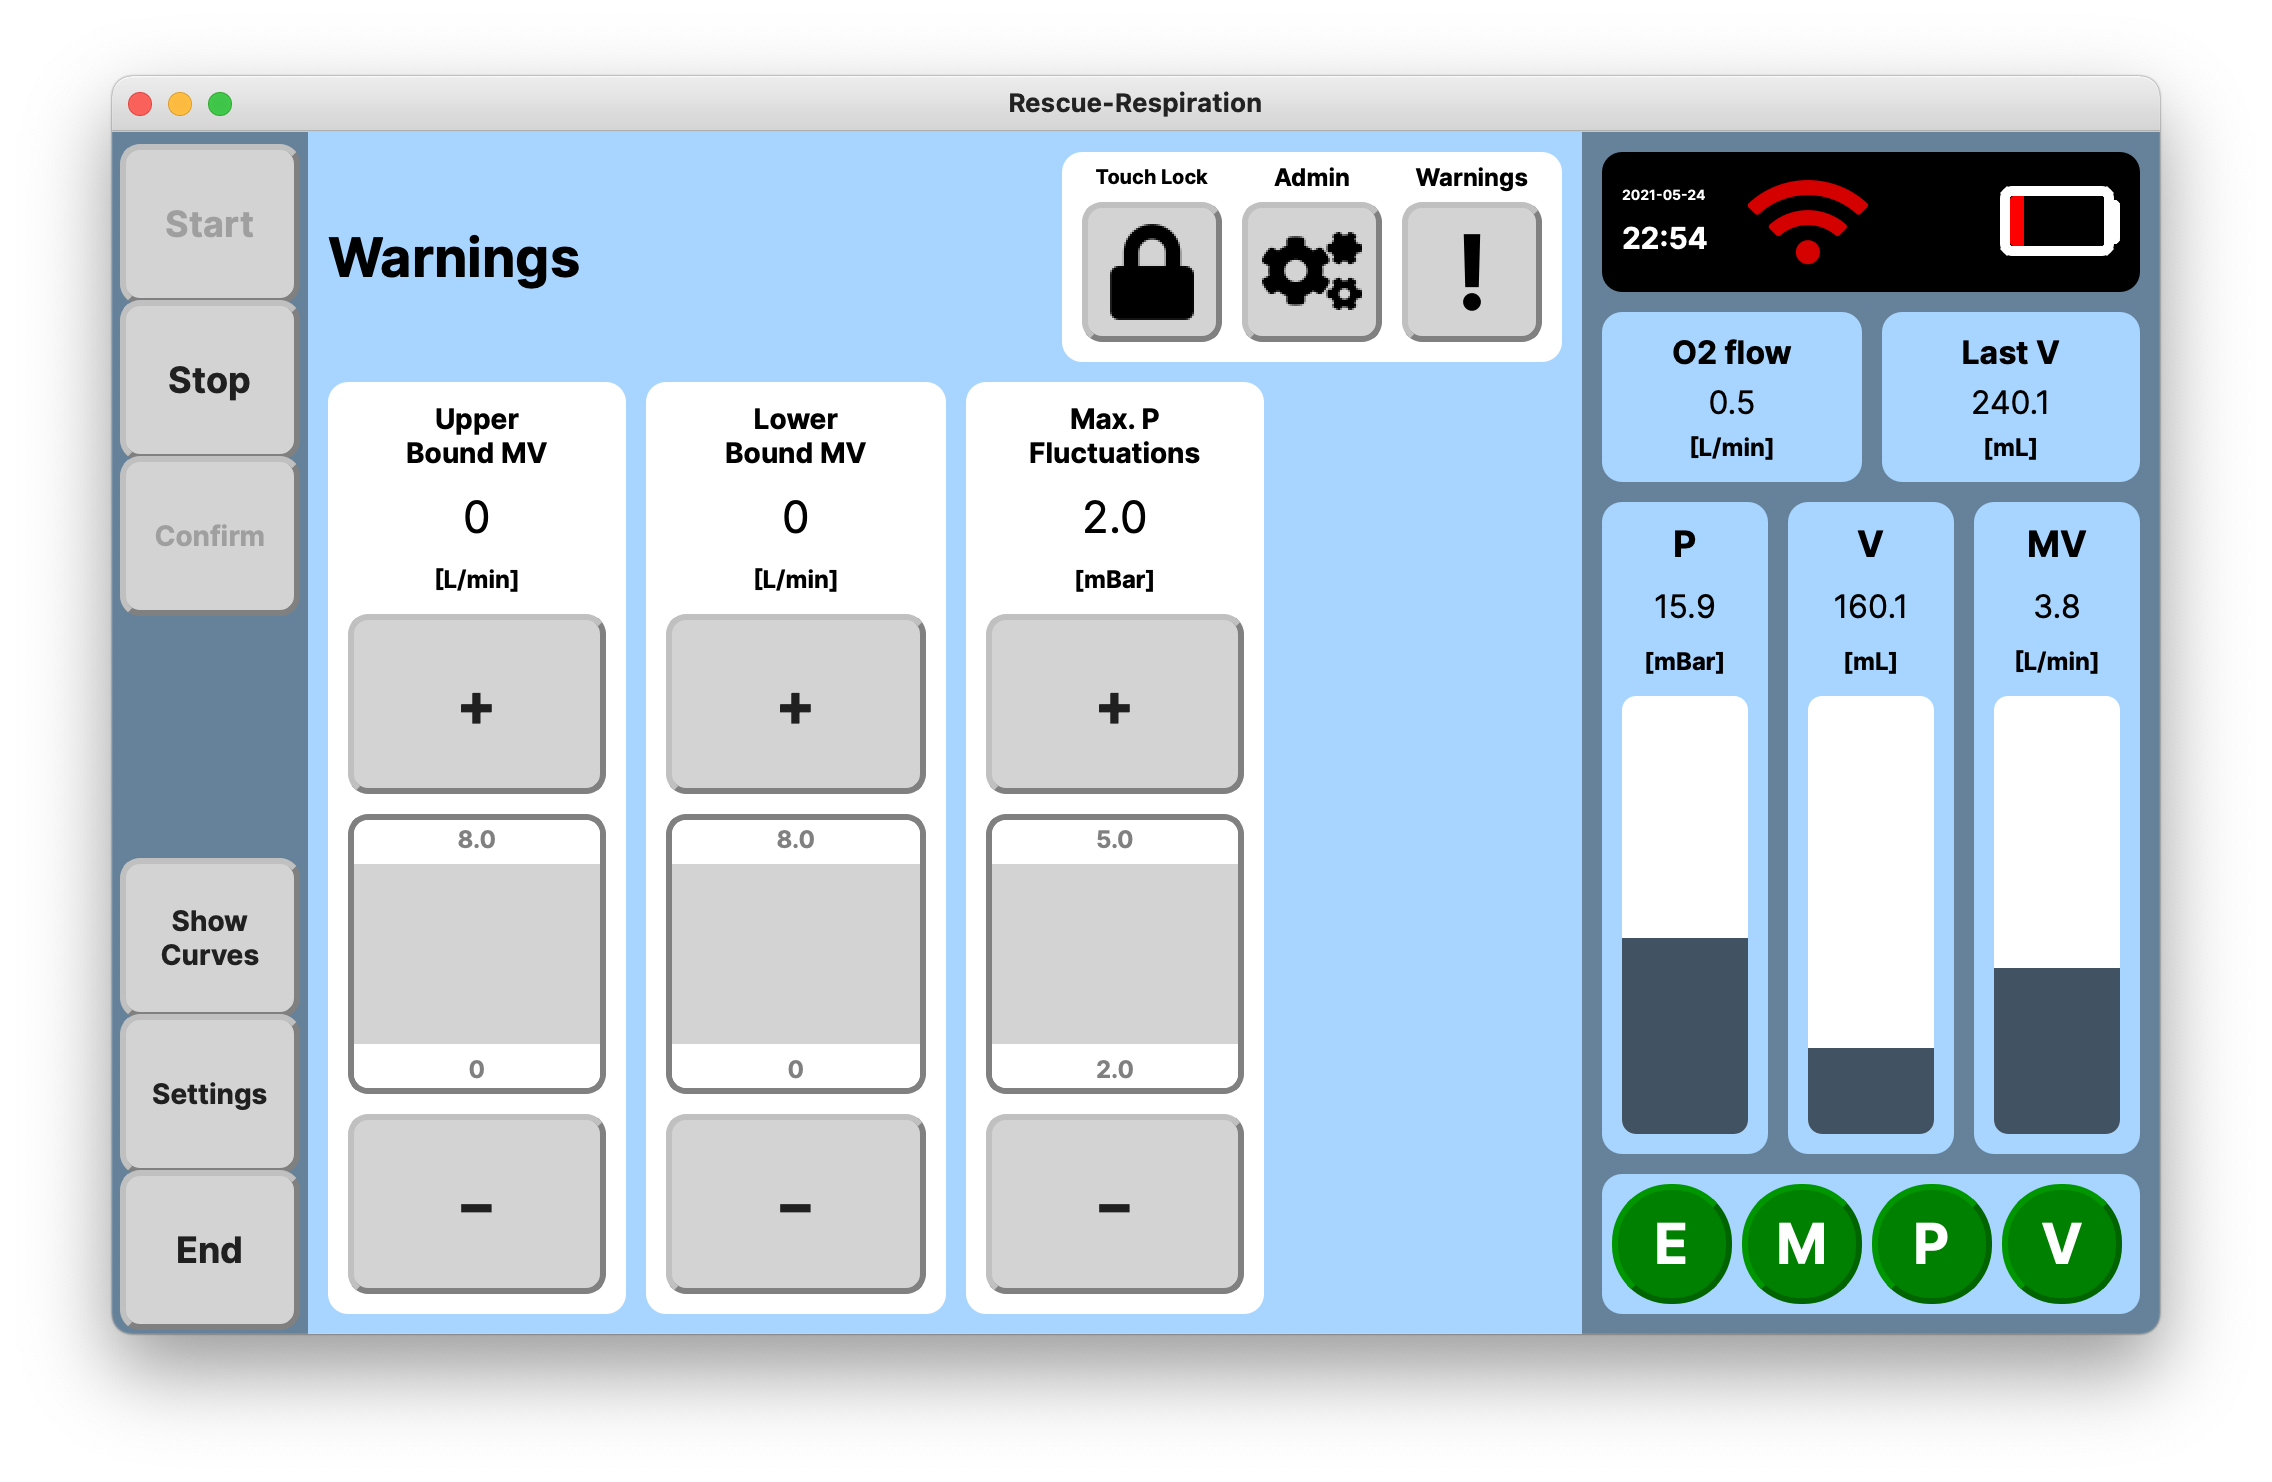 Rescue-Respiration
Start
Stop
Confirm
Show
Curves
Settings
End
Warnings
Touch Lock
Admin
Warnings
!
Upper
Bound MV
0
[L/min]
+
8.0
0
–
Lower
Bound MV
0
[L/min]
+
8.0
0
–
Max. P
Fluctuations
2.0
[mBar]
+
5.0
2.0
–
2021-05-24
22:54
O2 flow
0.5
[L/min]
Last V
240.1
[mL]
P
15.9
[mBar]
V
160.1
[mL]
MV
3.8
[L/min]
E M P V